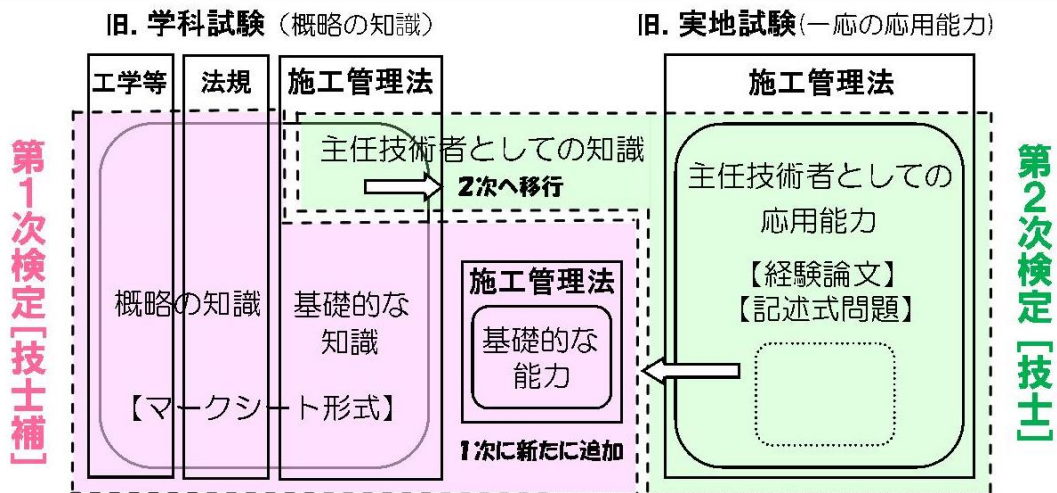 旧. 学科試験 (概略の知識)
旧. 実地試験(一応の応用能力)
工学等
法規
施工管理法
施工管理法
主任技術者としての知識
2次へ移行
主任技術者としての
応用能力
【経験論文】
【記述式問題】
第1次検定[技士補]
概略の知識
基礎的な
知識
【マークシート形式】
施工管理法
基礎的な
能力
1次に新たに追加
第2次検定[技士]